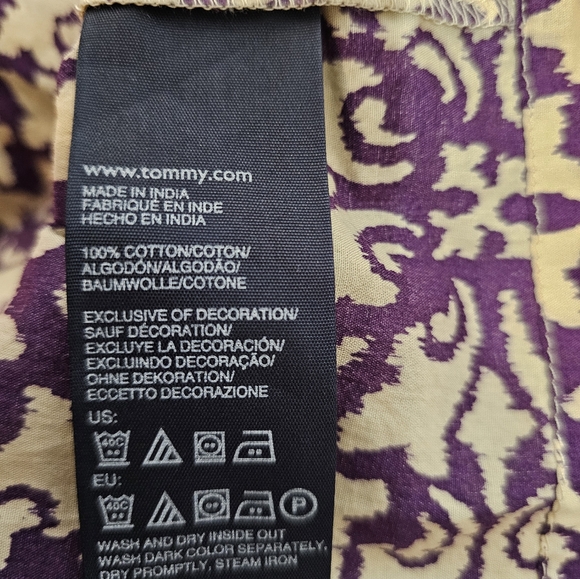 www.tommy.com
MADE IN INDIA
FABRIQUÉ EN INDE
HECHO EN INDIA
100% COTTON/COTON/
ALGODÓN/ALGODÃO/
BAUMWOLLE/COTONE
EXCLUSIVE OF DECORATION/
SAUF DÉCORATION/
EXCLUYE LA DECORACIÓN/
EXCLUINDO DECORAÇÃO/
OHNE DEKORATION/
ECCETTO DECORAZIONE
US:
40C
EU:
40C P
WASH AND DRY INSIDE OUT
WASH DARK COLOR SEPARATELY,
DRY PROMPTLY, STEAM IRON